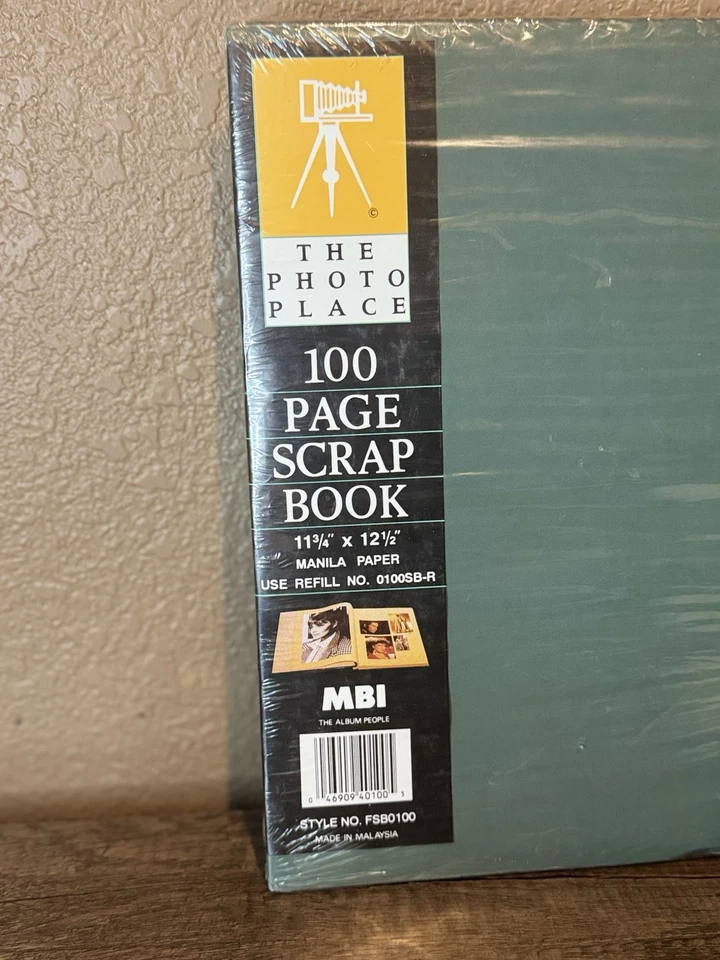 ©
THE
PHOTO
PLACE
100
PAGE
SCRAP
BOOK
11¾" x 12½"
MANILA PAPER
USE REFILL NO. 0100SB-R
MBI
THE ALBUM PEOPLE
0 46909 40100 5
STYLE NO. FSB0100
MADE IN MALAYSIA